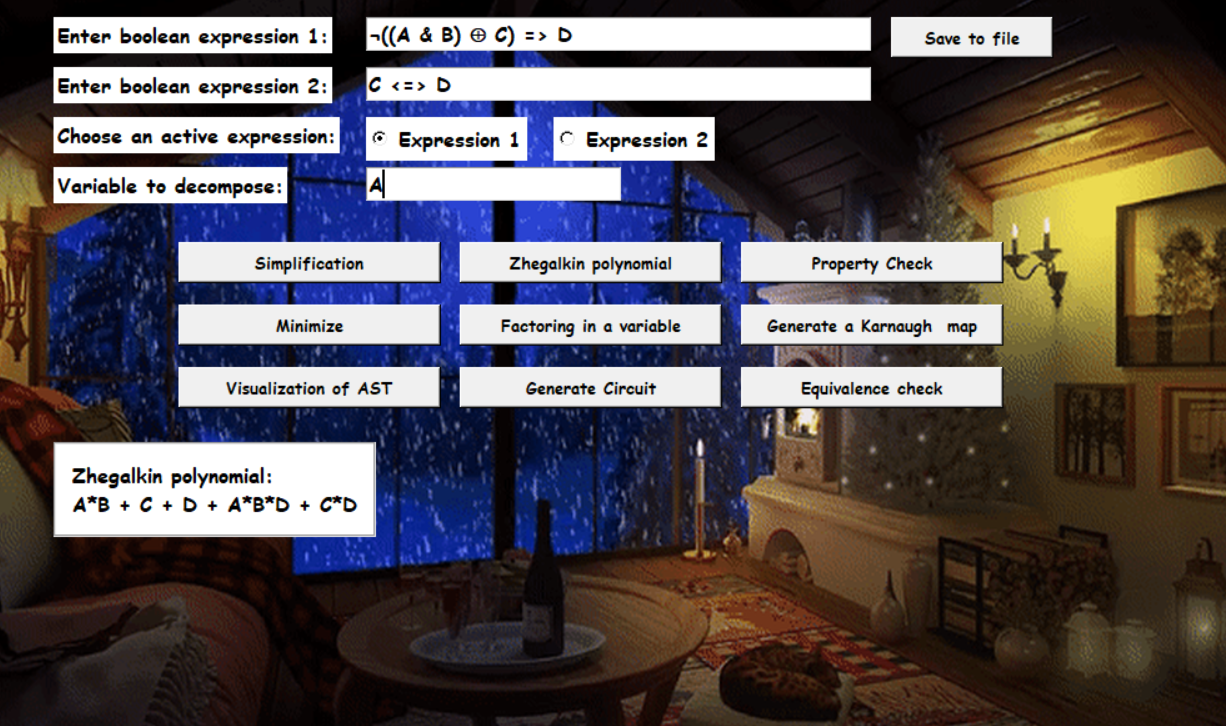 Enter boolean expression 1: ¬((A & B) ⊕ C) => D Save to file
Enter boolean expression 2: C <=> D
Choose an active expression: Expression 1 Expression 2
Variable to decompose: A
Simplification Zhegalkin polynomial Property Check
Minimize Factoring in a variable Generate a Karnaugh map
Visualization of AST Generate Circuit Equivalence check
Zhegalkin polynomial:
A*B + C + D + A*B*D + C*D